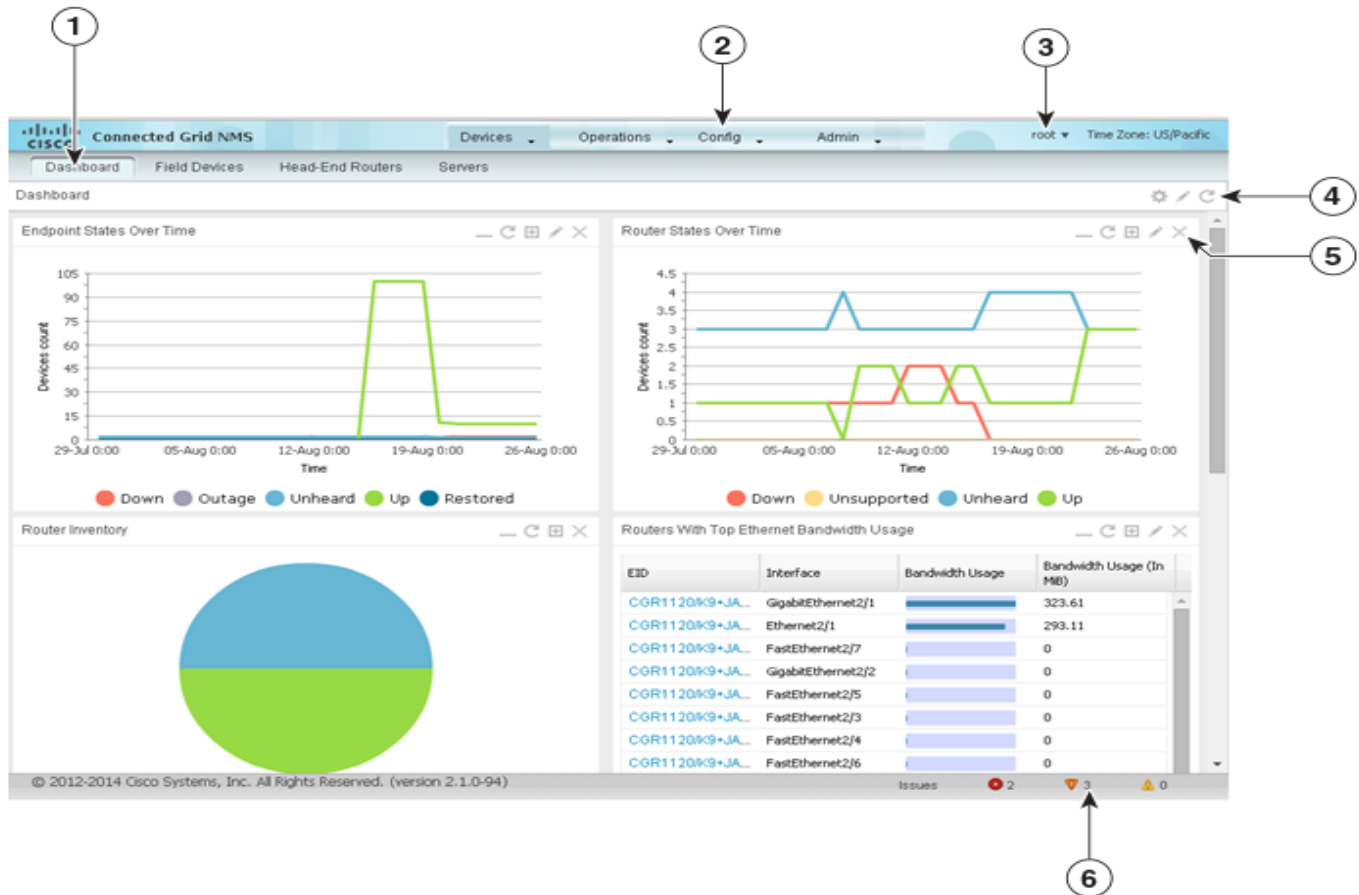 1
2
3
CISCO Connected Grid NMS Devices Operations Config Admin root Time Zone: US/Pacific
Dashboard Field Devices Head-End Routers Servers
Dashboard
4
Endpoint States Over Time
105
90
75
60
45
30
15
0
Devices count
29-Jul 0:00 05-Aug 0:00 12-Aug 0:00 19-Aug 0:00 26-Aug 0:00
Time
Down Outage Unheard Up Restored
Router States Over Time
5
4.5
4
3.5
3
2.5
2
1.5
1
0.5
0
Devices count
29-Jul 0:00 05-Aug 0:00 12-Aug 0:00 19-Aug 0:00 26-Aug 0:00
Time
Down Unsupported Unheard Up
Router Inventory
Routers With Top Ethernet Bandwidth Usage
EID Interface Bandwidth Usage Bandwidth Usage (In
MiB)
CGR1120/K9+JA... GigabitEthernet2/1 323.61
CGR1120/K9+JA... Ethernet2/1 293.11
CGR1120/K9+JA... FastEthernet2/7 0
CGR1120/K9+JA... GigabitEthernet2/2 0
CGR1120/K9+JA... FastEthernet2/5 0
CGR1120/K9+JA... FastEthernet2/3 0
CGR1120/K9+JA... FastEthernet2/4 0
CGR1120/K9+JA... FastEthernet2/6 0
© 2012-2014 Cisco Systems, Inc. All Rights Reserved. (version 2.1.0-94) Issues 2 3 0
6